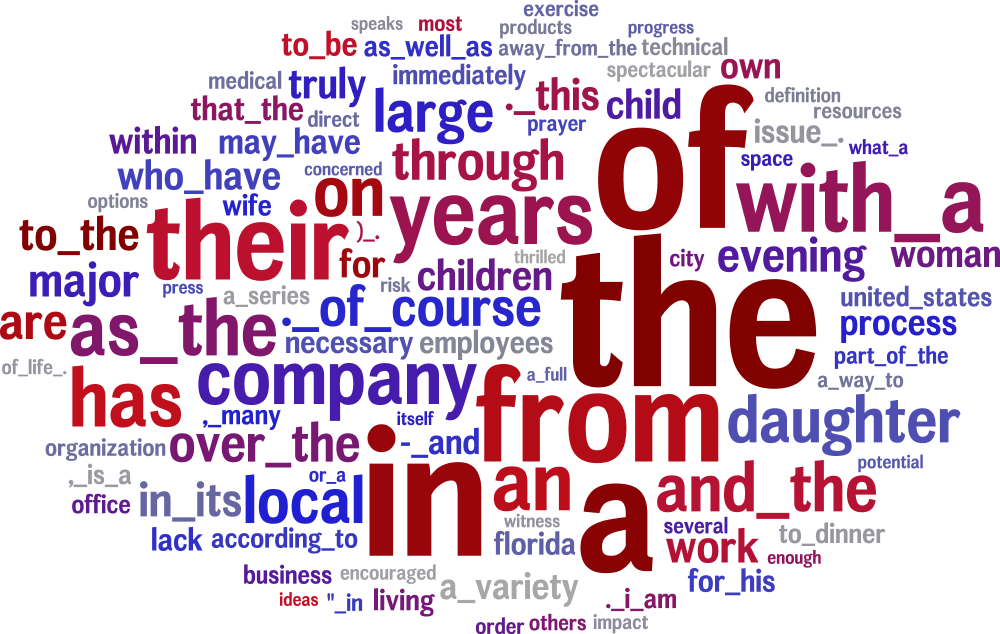 exercise
speaks most products progress
to_be as_well_as away_from_the technical
medical truly immediately spectacular own
that_the direct large ._this child definition
resources
within may_have prayer issue_. what_a
who_have concerned through of space
options wife on years with_a
to_the their )_. for thrilled city evening woman
major press a_series risk children the united_states
are as_the ._of_course process
necessary employees part_of_the
of_life_. has company a_full from a_way_to
,_many itself daughter
organization over_the -_and potential
,_is_a or_a in an a and_the
office in_its local witness several to_dinner
lack according_to florida work enough
business encouraged a_variety for_his
ideas "_in living ._i_am
order others impact